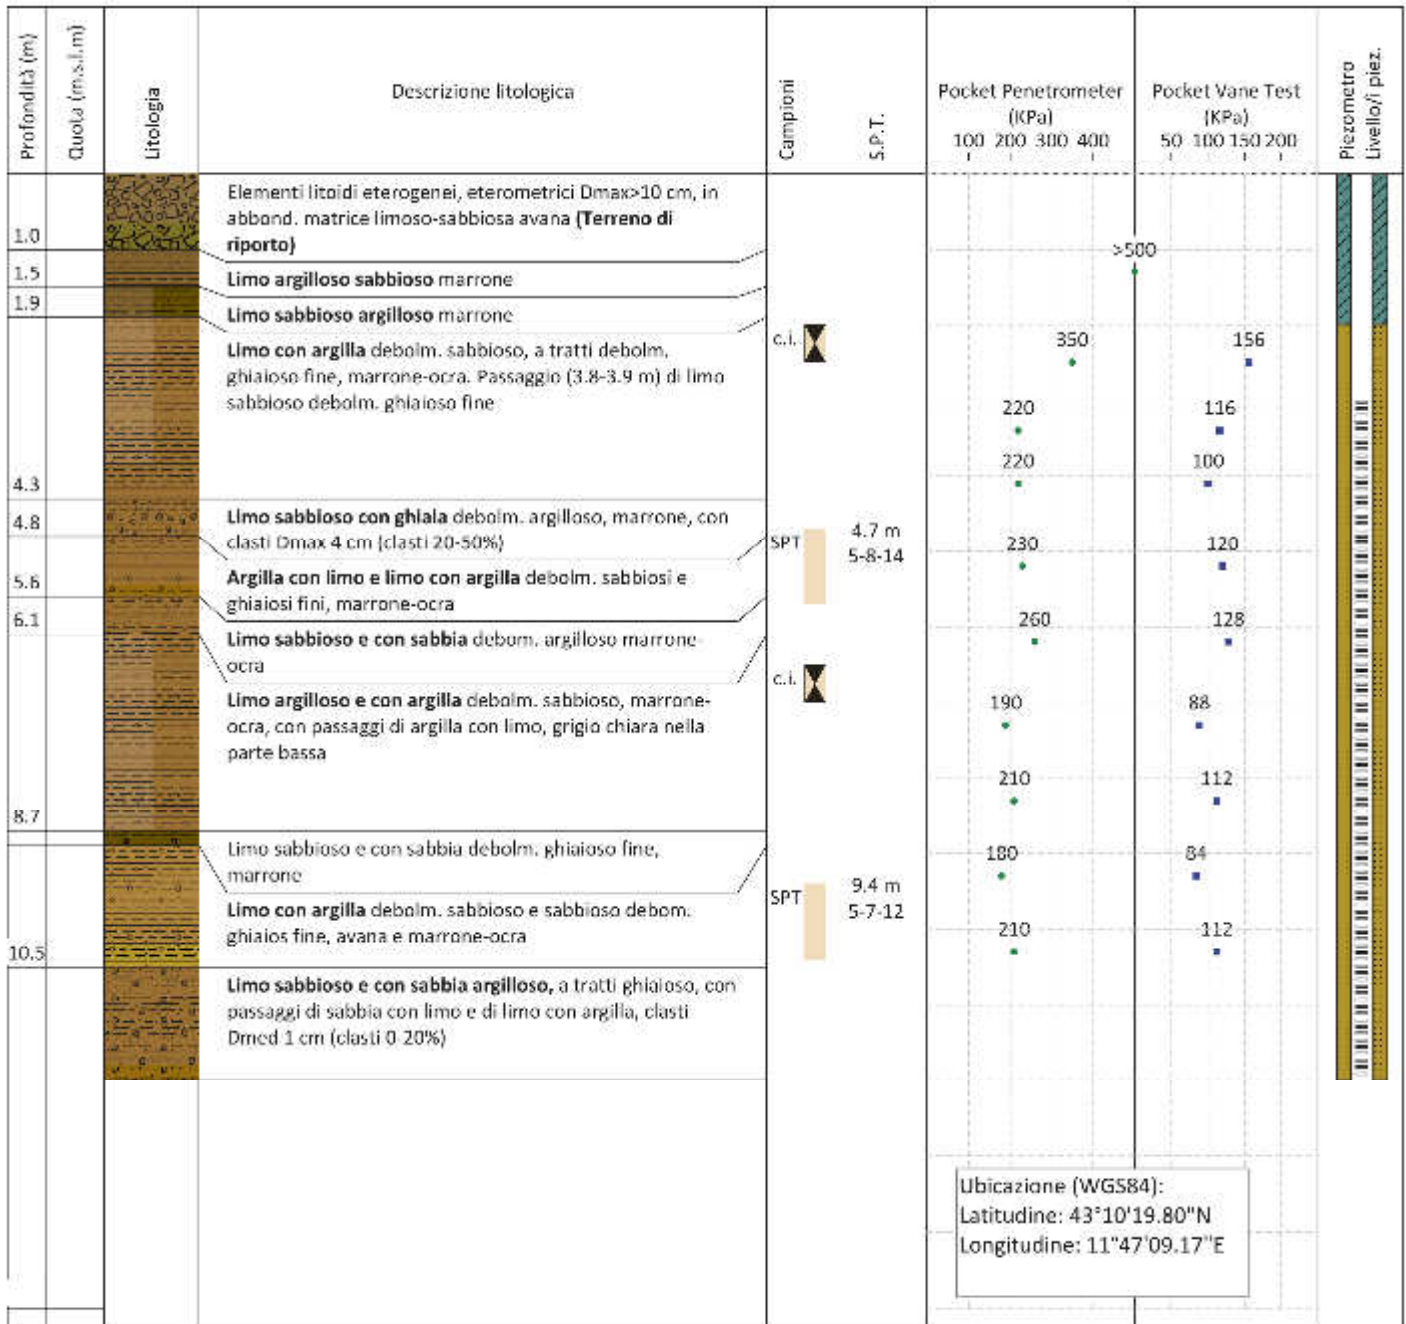 Profondità (m)
Quota (m.s.l.m)
Litologia
Descrizione litologica
Campioni
S.P.T.
Pocket Penetrometer
(KPa)
100 200 300 400
Pocket Vane Test
(KPa)
50 100 150 200
Piezometro
Livello/i piez.
Elementi litoidi eterogenei, eterometrici Dmax>10 cm, in
abbond. matrice limoso-sabbiosa avana (Terreno di
riporto)
1.0
>500
Limo argilloso sabbioso marrone
1.5
Limo sabbioso argilloso marrone
1.9
Limo con argilla debolm. sabbioso, a tratti debolm.
ghiaioso fine, marrone-ocra. Passaggio (3.8-3.9 m) di limo
sabbioso debolm. ghiaioso fine
c.i.
350
156
220
116
220
100
4.3
Limo sabbioso con ghiaia debolm. argilloso, marrone, con
clasti Dmax 4 cm (clasti 20-50%)
4.8
SPT
4.7 m
5-8-14
230
120
Argilla con limo e limo con argilla debolm. sabbiosi e
ghiaiosi fini, marrone-ocra
5.6
Limo sabbioso e con sabbia debom. argilloso marrone-
ocra
6.1
260
128
c.i.
Limo argilloso e con argilla debolm. sabbioso, marrone-
ocra, con passaggi di argilla con limo, grigio chiara nella
parte bassa
190
88
210
112
8.7
Limo sabbioso e con sabbia debolm. ghiaioso fine,
marrone
180
84
Limo con argilla debolm. sabbioso e sabbioso debom.
ghiaios fine, avana e marrone-ocra
SPT
9.4 m
5-7-12
210
112
10.5
Limo sabbioso e con sabbia argilloso, a tratti ghiaioso, con
passaggi di sabbia con limo e di limo con argilla, clasti
Dmed 1 cm (clasti 0-20%)
Ubicazione (WGS84):
Latitudine: 43°10'19.80"N
Longitudine: 11°47'09.17"E